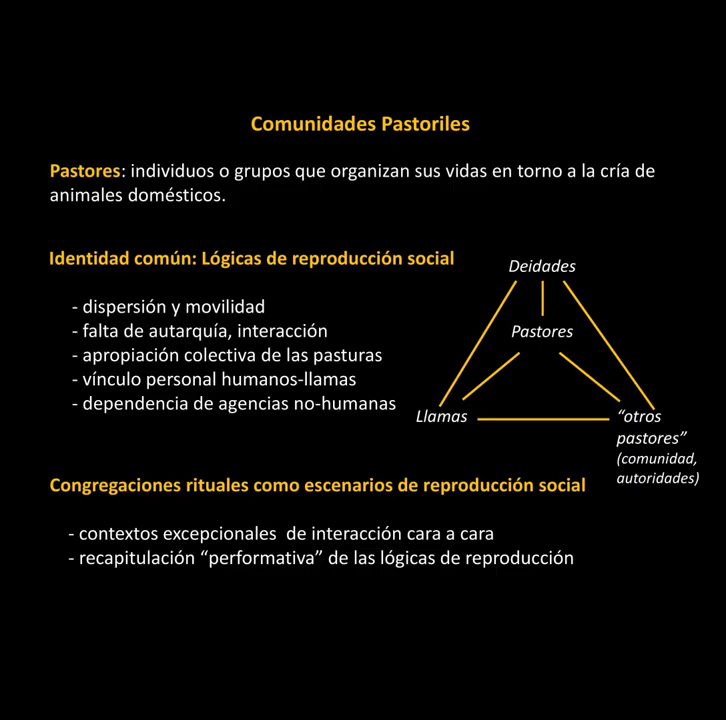 Comunidades Pastoriles
Pastores: individuos o grupos que organizan sus vidas en torno a la cría de
animales domésticos.
Identidad común: Lógicas de reproducción social
- dispersión y movilidad
- falta de autarquía, interacción
- apropiación colectiva de las pasturas
- vínculo personal humanos-llamas
- dependencia de agencias no-humanas
Deidades
Pastores
Llamas
“otros
pastores”
(comunidad,
autoridades)
Congregaciones rituales como escenarios de reproducción social
- contextos excepcionales de interacción cara a cara
- recapitulación “performativa” de las lógicas de reproducción